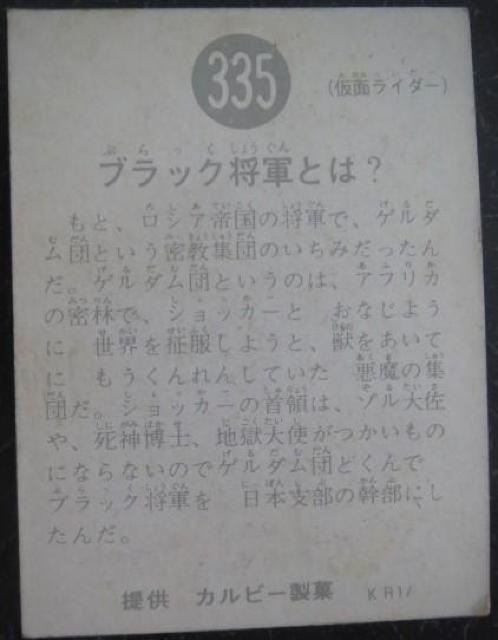 335
(仮面ライダー)
ブラック将軍とは?
もと、ロシア帝国の将軍で、ゲルダ
ム団という密教集団のいちみだったん
だ。ゲルダム団というのは、アフリカ
の密林で、ショッカーと おなじよう
に 世界を征服しようと、獣をあいて
に もうくんれんしていた 悪魔の集
団だ。ショッカーの首領は、ゾル大佐
や、死神博士、地獄大使がつかいもの
にならないのでゲルダム団とくんで
ブラック将軍を 日本支部の幹部にし
たんだ。
提供 カルビー製菓 KR17